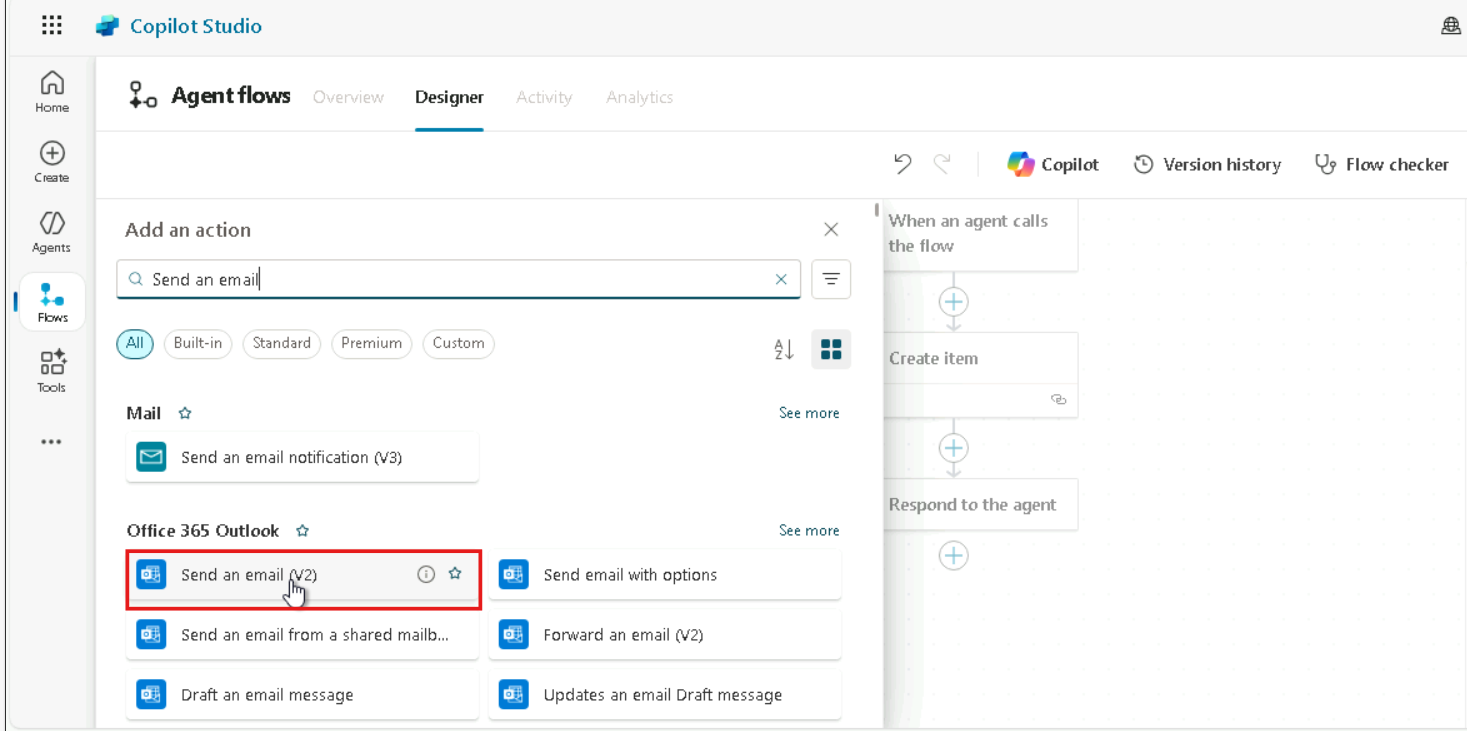 Copilot Studio
Home
Create
Agents
Flows
Tools
Agent flows Overview Designer Activity Analytics
Copilot Version history Flow checker
Add an action
Send an email
All Built-in Standard Premium Custom
Mail See more
Send an email notification (V3)
Office 365 Outlook See more
Send an email (V2) Send email with options
Send an email from a shared mailb... Forward an email (V2)
Draft an email message Updates an email Draft message
When an agent calls
the flow
Create item
Respond to the agent